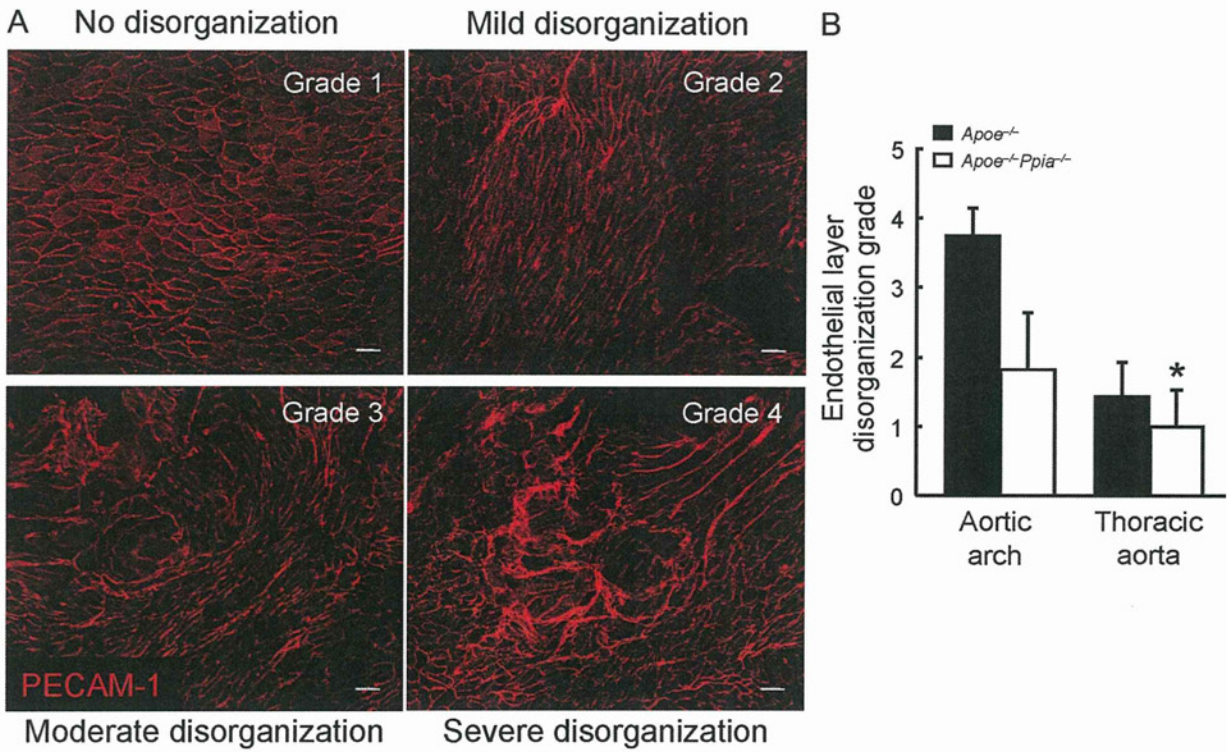 A
No disorganization
Mild disorganization
Grade 1
Grade 2
Grade 3
Grade 4
PECAM-1
Moderate disorganization
Severe disorganization
B
Apoe–/–
Apoe–/–Ppia–/–
Endothelial layer
disorganization grade
5
4
3
2
1
0
*
Aortic
arch
Thoracic
aorta